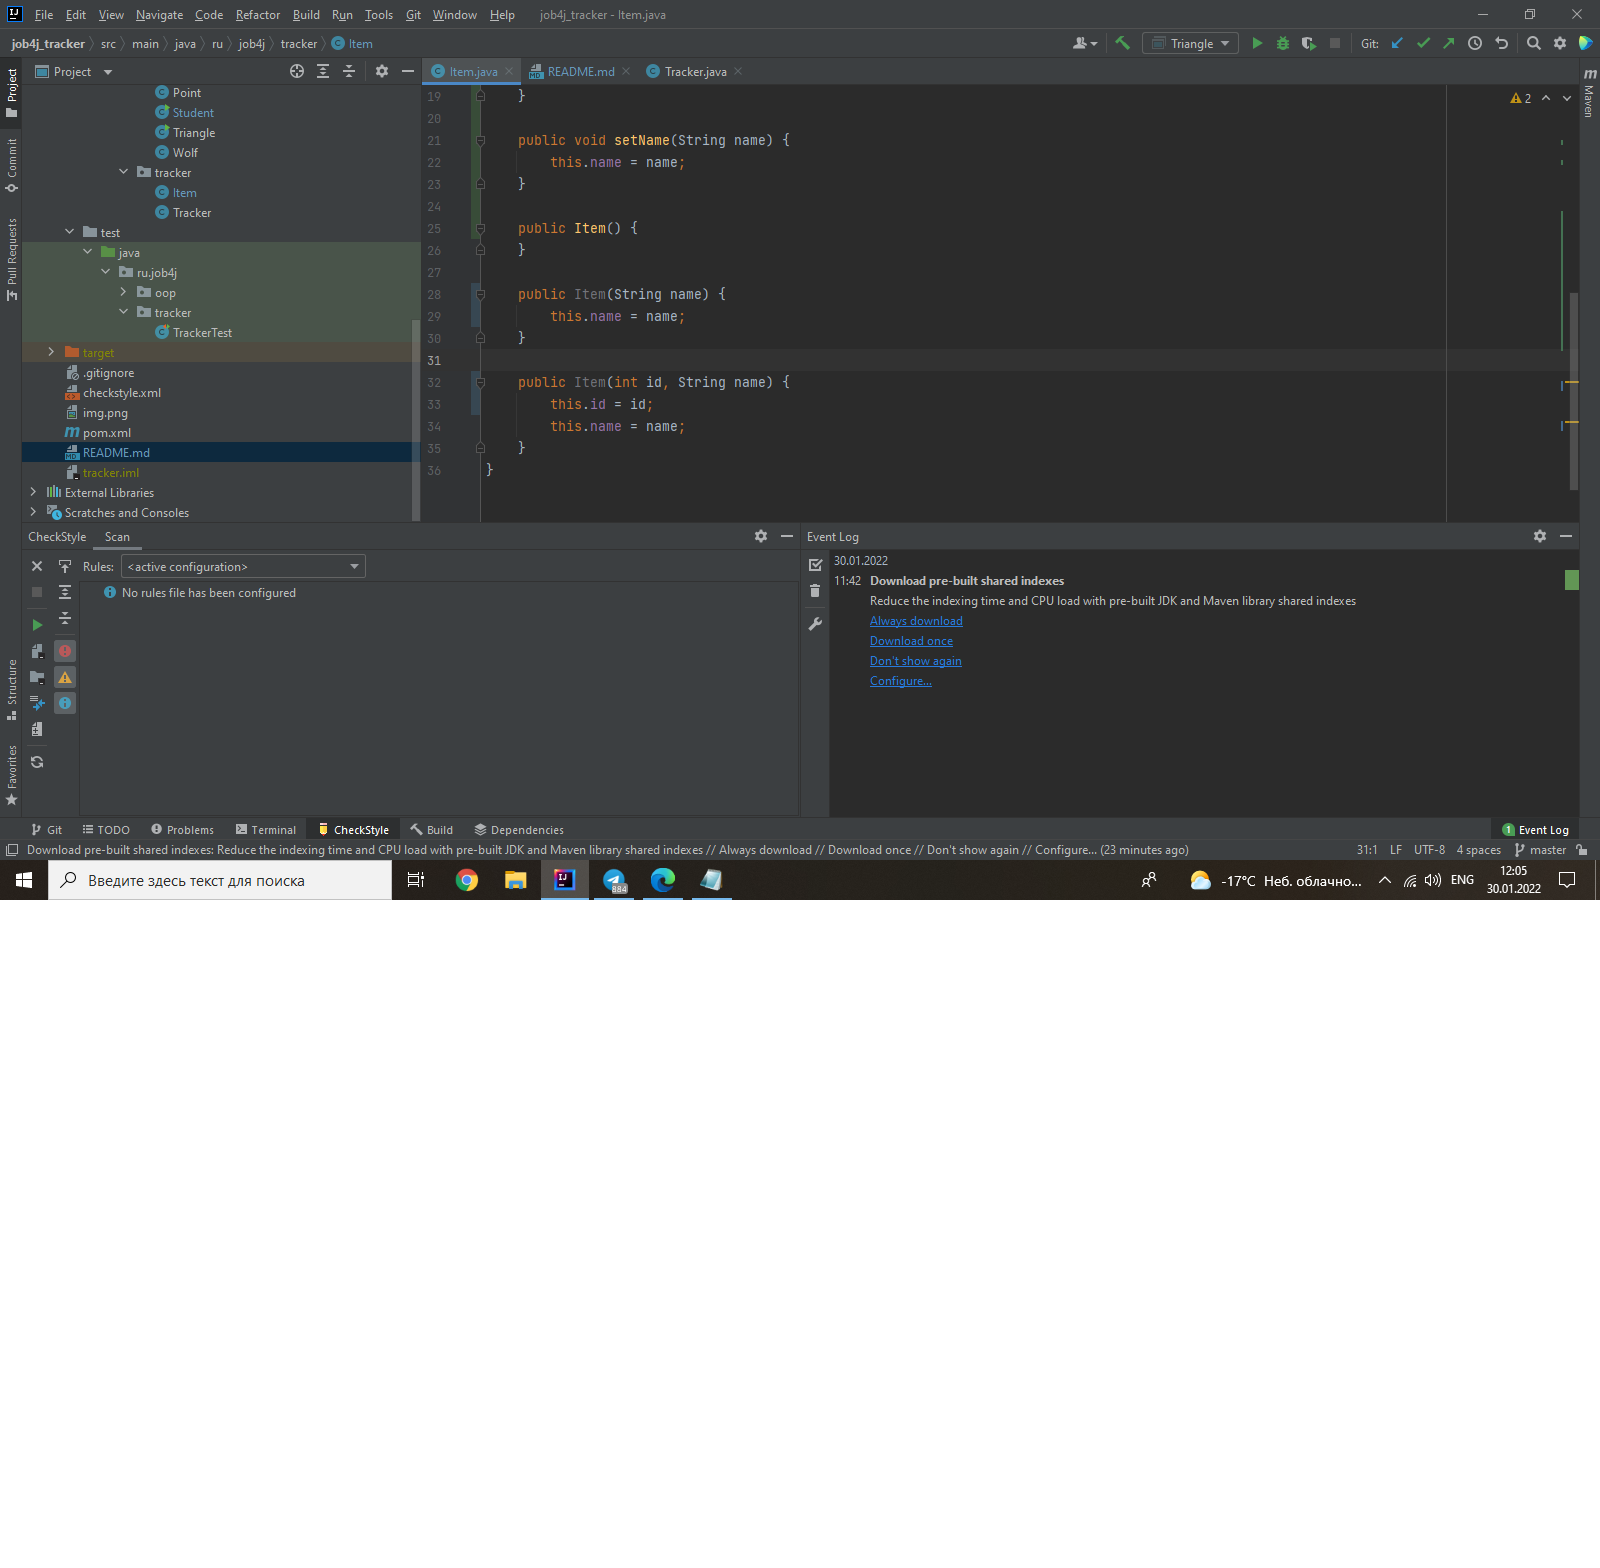 File Edit View Navigate Code Refactor Build Run Tools Git Window Help job4j_tracker - Item.java
job4j_tracker src main java ru job4j tracker Item
Triangle
Git:
Project
Item.java
README.md
Tracker.java
Project
Commit
Pull Requests
Structure
Favorites
Maven
Point
Student
Triangle
Wolf
tracker
Item
Tracker
test
java
ru.job4j
oop
tracker
TrackerTest
target
.gitignore
checkstyle.xml
img.png
pom.xml
README.md
tracker.iml
External Libraries
Scratches and Consoles
2
19 }
20
21 public void setName(String name) {
22 this.name = name;
23 }
24
25 public Item() {
26 }
27
28 public Item(String name) {
29 this.name = name;
30 }
31
32 public Item(int id, String name) {
33 this.id = id;
34 this.name = name;
35 }
36 }
CheckStyle Scan
Rules: <active configuration>
No rules file has been configured
Event Log
30.01.2022
11:42 Download pre-built shared indexes
Reduce the indexing time and CPU load with pre-built JDK and Maven library shared indexes
Always download
Download once
Don't show again
Configure...
Git TODO Problems Terminal CheckStyle Build Dependencies
1 Event Log
Download pre-built shared indexes: Reduce the indexing time and CPU load with pre-built JDK and Maven library shared indexes // Always download // Download once // Don't show again // Configure... (23 minutes ago)
31:1 LF UTF-8 4 spaces master
Введите здесь текст для поиска
884
-17°C Неб. облачно...
ENG
12:05
30.01.2022